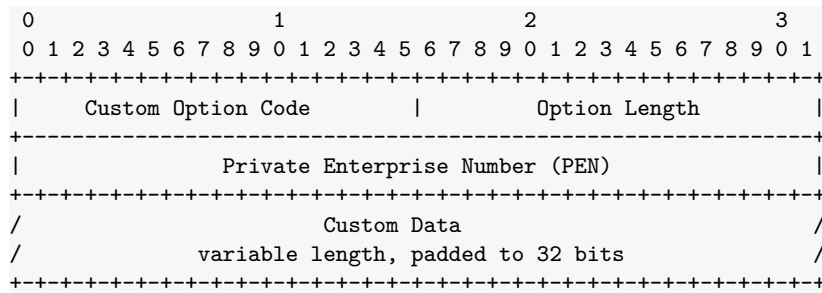 0                   1                   2                   3
 0 1 2 3 4 5 6 7 8 9 0 1 2 3 4 5 6 7 8 9 0 1 2 3 4 5 6 7 8 9 0 1
+-+-+-+-+-+-+-+-+-+-+-+-+-+-+-+-+-+-+-+-+-+-+-+-+-+-+-+-+-+-+-+-+
|     Custom Option Code        |         Option Length         |
+---------------------------------------------------------------+
|                Private Enterprise Number (PEN)                |
+-+-+-+-+-+-+-+-+-+-+-+-+-+-+-+-+-+-+-+-+-+-+-+-+-+-+-+-+-+-+-+-+
/                        Custom Data                            /
/              variable length, padded to 32 bits               /
+-+-+-+-+-+-+-+-+-+-+-+-+-+-+-+-+-+-+-+-+-+-+-+-+-+-+-+-+-+-+-+-+